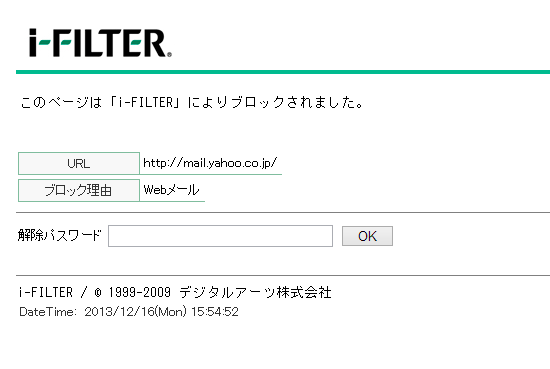 i-FILTER®
このページは「i-FILTER」によりブロックされました。
URL http://mail.yahoo.co.jp/
ブロック理由 Webメール
解除パスワード OK
i-FILTER / © 1999-2009 デジタルアーツ株式会社
DateTime: 2013/12/16(Mon) 15:54:52